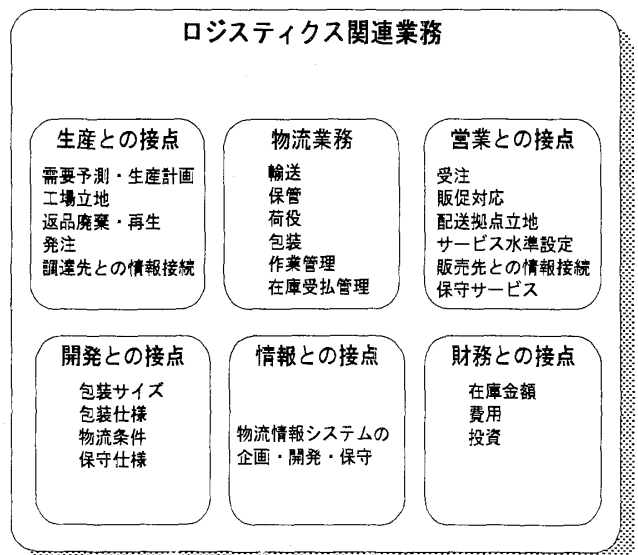 ロジスティクス関連業務
生産との接点
需要予測・生産計画
工場立地
返品廃棄・再生
発注
調達先との情報接続
物流業務
輸送
保管
荷役
包装
作業管理
在庫受払管理
営業との接点
受注
販促対応
配送拠点立地
サービス水準設定
販売先との情報接続
保守サービス
開発との接点
包装サイズ
包装仕様
物流条件
保守仕様
情報との接点
物流情報システムの
企画・開発・保守
財務との接点
在庫金額
費用
投資